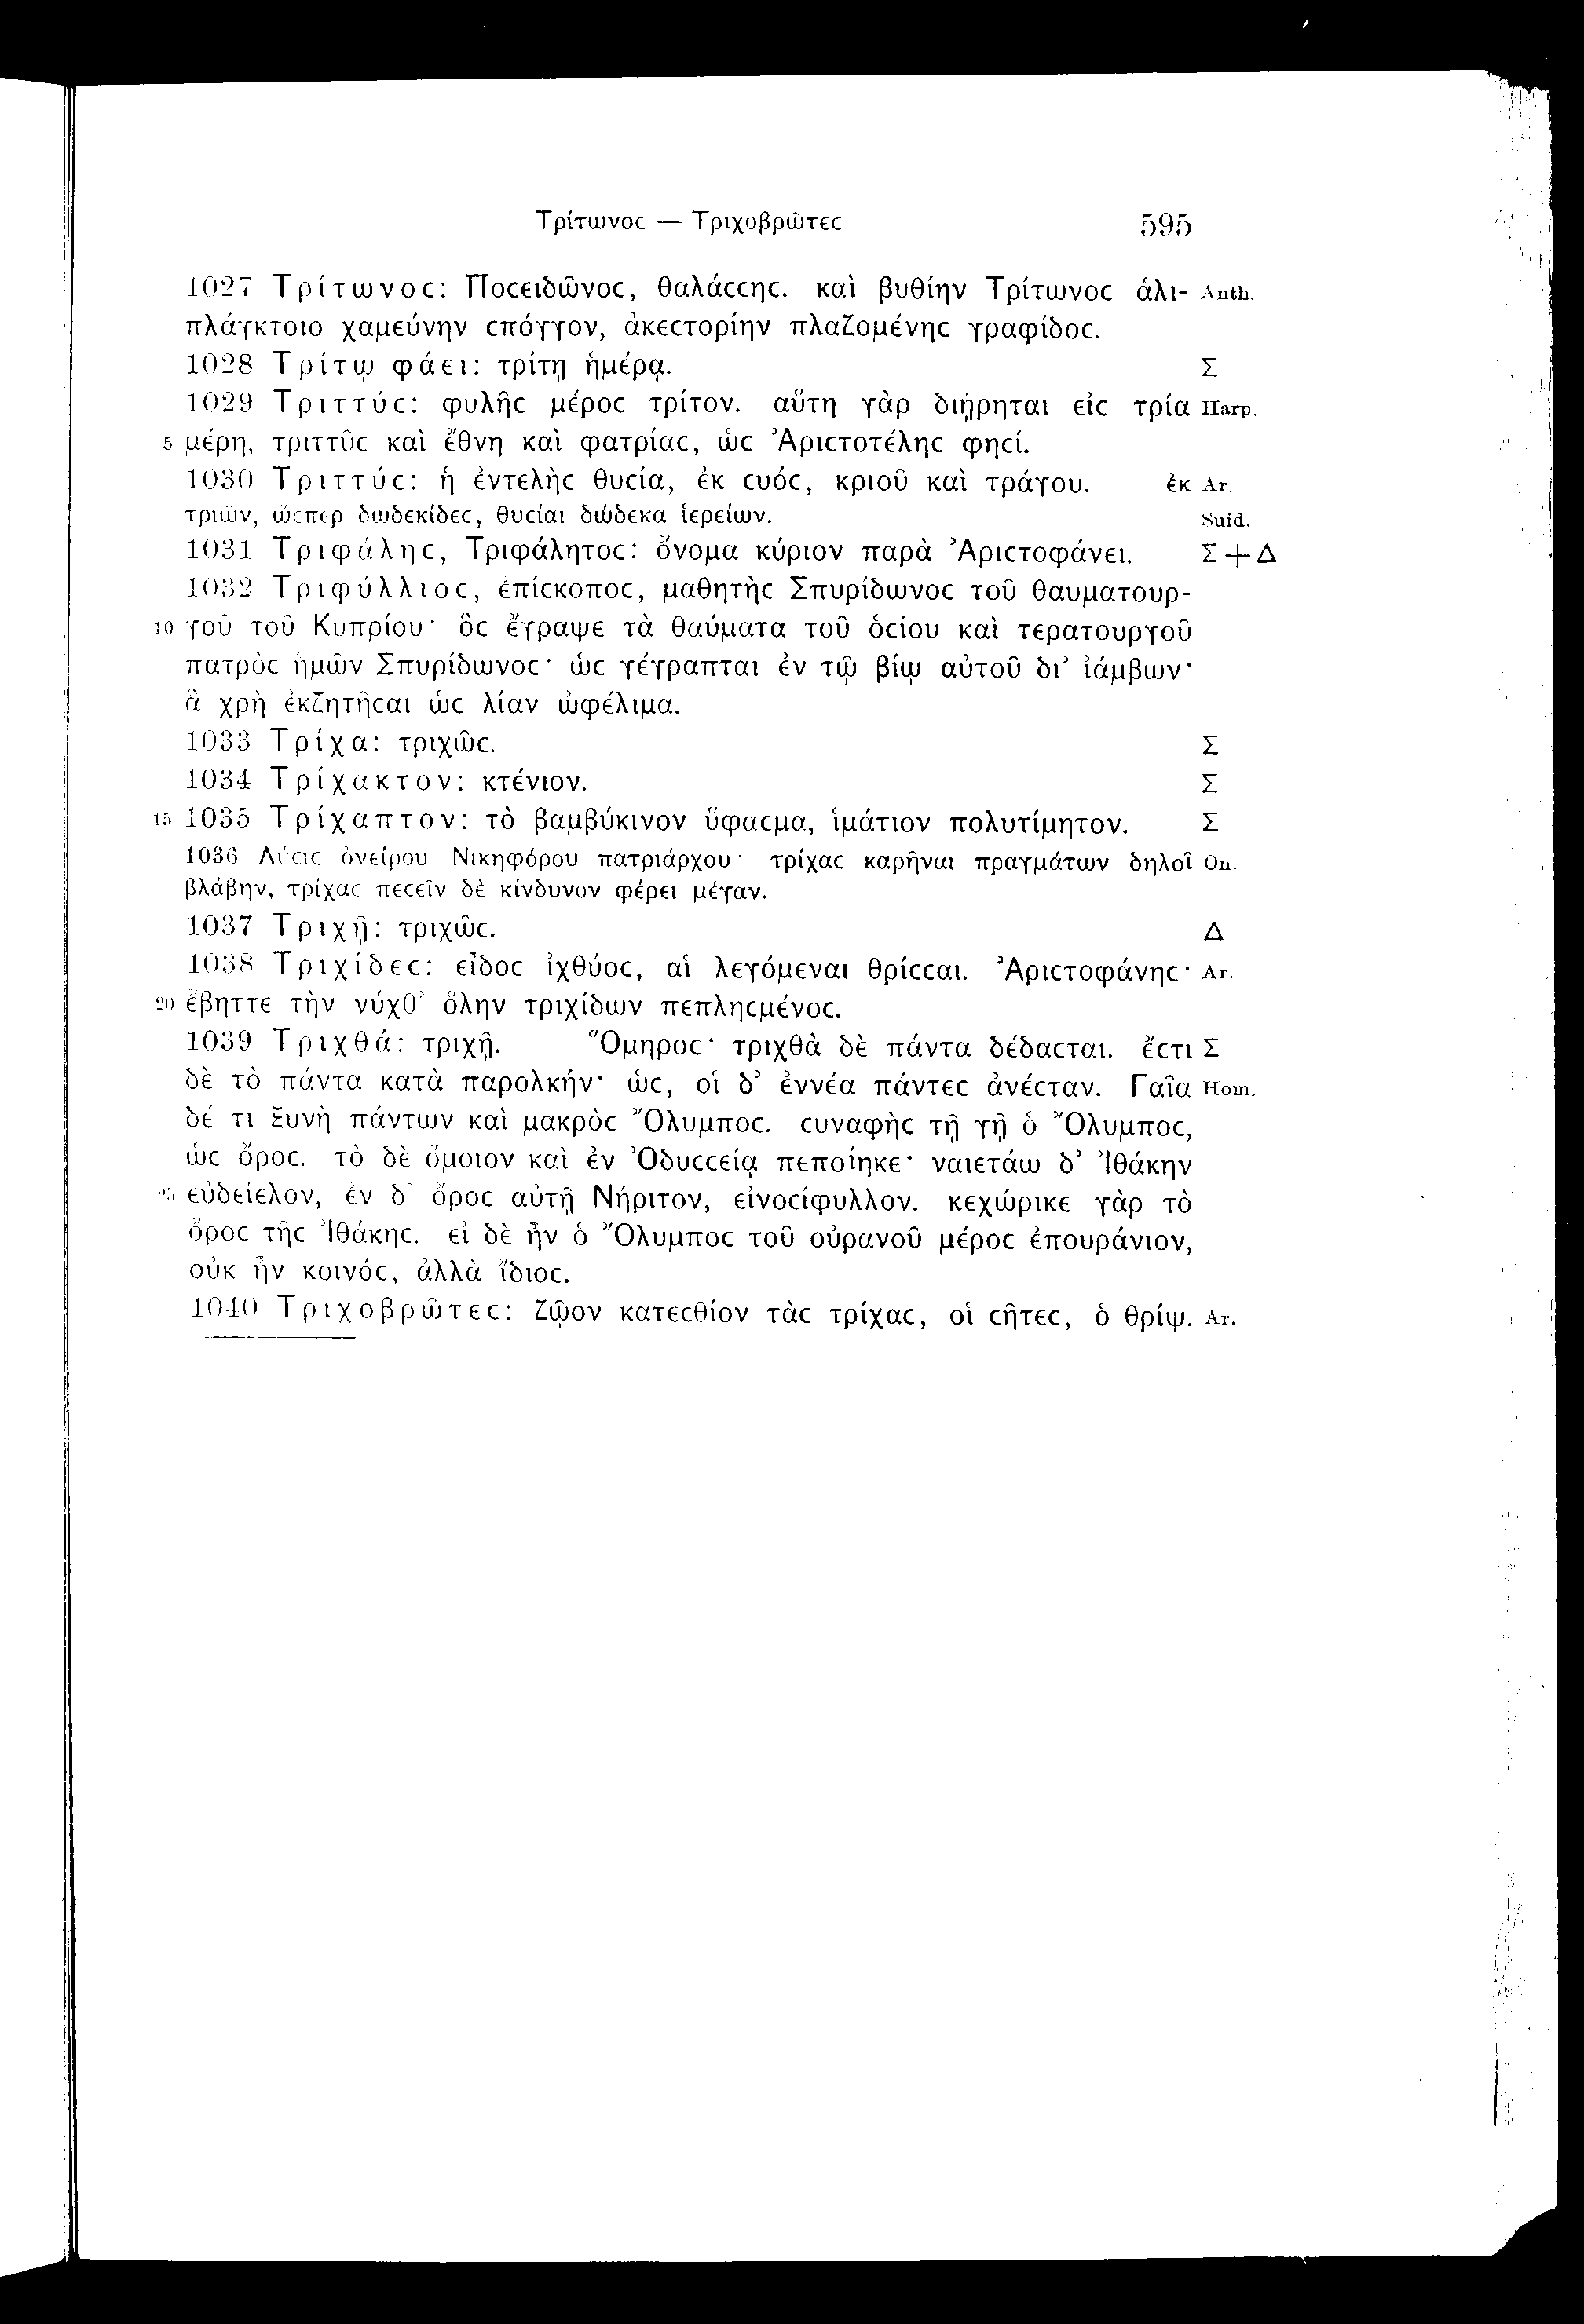 Τρίτωνοϲ — Τριχοβρῶτεϲ 595
1027 Τρίτωνοϲ: Ποϲειδῶνοϲ, θαλάϲϲηϲ. καὶ βυθίην Τρίτωνοϲ ἁλι- Anth.
πλάγκτοιο χαμεύνην ϲπόγγον, ἀκεϲτορίην πλαζομένηϲ γραφίδοϲ.
1028 Τρίτῳ φάει: τρίτῃ ἡμέρᾳ. Σ
1029 Τριττύϲ: φυλῆϲ μέροϲ τρίτον. αὕτη γὰρ διῄρηται εἰϲ τρία Harp.
5 μέρη, τριττῦϲ καὶ ἔθνη καὶ φατρίαϲ, ὡϲ Ἀριϲτοτέληϲ φηϲί.
1030 Τριττύϲ: ἡ ἐντελὴϲ θυϲία, ἐκ ϲυόϲ, κριοῦ καὶ τράγου. ἐκ Ar.
τριῶν, ὥϲπερ δωδεκίδεϲ, θυϲίαι δώδεκα ἱερείων. Suid.
1031 Τριφάληϲ, Τριφάλητοϲ: ὄνομα κύριον παρὰ Ἀριϲτοφάνει. Σ+Δ
1032 Τριφύλλιοϲ, ἐπίϲκοποϲ, μαθητὴϲ Σπυρίδωνοϲ τοῦ θαυματουρ-
10 γοῦ τοῦ Κυπρίου· ὃϲ ἔγραψε τὰ θαύματα τοῦ ὁϲίου καὶ τερατουργοῦ
πατρὸϲ ἡμῶν Σπυρίδωνοϲ· ὡϲ γέγραπται ἐν τῷ βίῳ αὐτοῦ δι’ ἰάμβων·
ἃ χρὴ ἐκζητῆϲαι ὡϲ λίαν ὠφέλιμα.
1033 Τρίχα: τριχῶϲ. Σ
1034 Τρίχακτον: κτένιον. Σ
15 1035 Τρίχαπτον: τὸ βαμβύκινον ὕφαϲμα, ἱμάτιον πολυτίμητον. Σ
1036 Λύϲιϲ ὀνείρου Νικηφόρου πατριάρχου· τρίχαϲ καρῆναι πραγμάτων δηλοῖ On.
βλάβην, τρίχαϲ πεϲεῖν δὲ κίνδυνον φέρει μέγαν.
1037 Τριχῇ: τριχῶϲ. Δ
1038 Τριχίδεϲ: εἶδοϲ ἰχθύοϲ, αἱ λεγόμεναι θρίϲϲαι. Ἀριϲτοφάνηϲ· Ar.
20 ἔβηττε τὴν νύχθ’ ὅλην τριχίδων πεπληϲμένοϲ.
1039 Τριχθά: τριχῇ. Ὅμηροϲ· τριχθὰ δὲ πάντα δέδαϲται. ἔϲτι Σ
δὲ τὸ πάντα κατὰ παρολκήν· ὡϲ, οἱ δ’ ἐννέα πάντεϲ ἀνέϲταν. Γαῖα Hom.
δέ τι ξυνὴ πάντων καὶ μακρὸϲ Ὄλυμποϲ. ϲυναφὴϲ τῇ γῇ ὁ Ὄλυμποϲ,
ὡϲ ὄροϲ. τὸ δὲ ὅμοιον καὶ ἐν Ὀδυϲϲείᾳ πεποίηκε· ναιετάω δ’ Ἰθάκην
25 εὐδείελον, ἐν δ’ ὄροϲ αὐτῇ Νήριτον, εἰνοϲίφυλλον. κεχώρικε γὰρ τὸ
ὄροϲ τῆϲ Ἰθάκηϲ. εἰ δὲ ἦν ὁ Ὄλυμποϲ τοῦ οὐρανοῦ μέροϲ ἐπουράνιον,
οὐκ ἦν κοινόϲ, ἀλλὰ ἴδιοϲ.
1040 Τριχοβρῶτεϲ: ζῷον κατεϲθίον τὰϲ τρίχαϲ, οἱ ϲῆτεϲ, ὁ θρίψ. Ar.